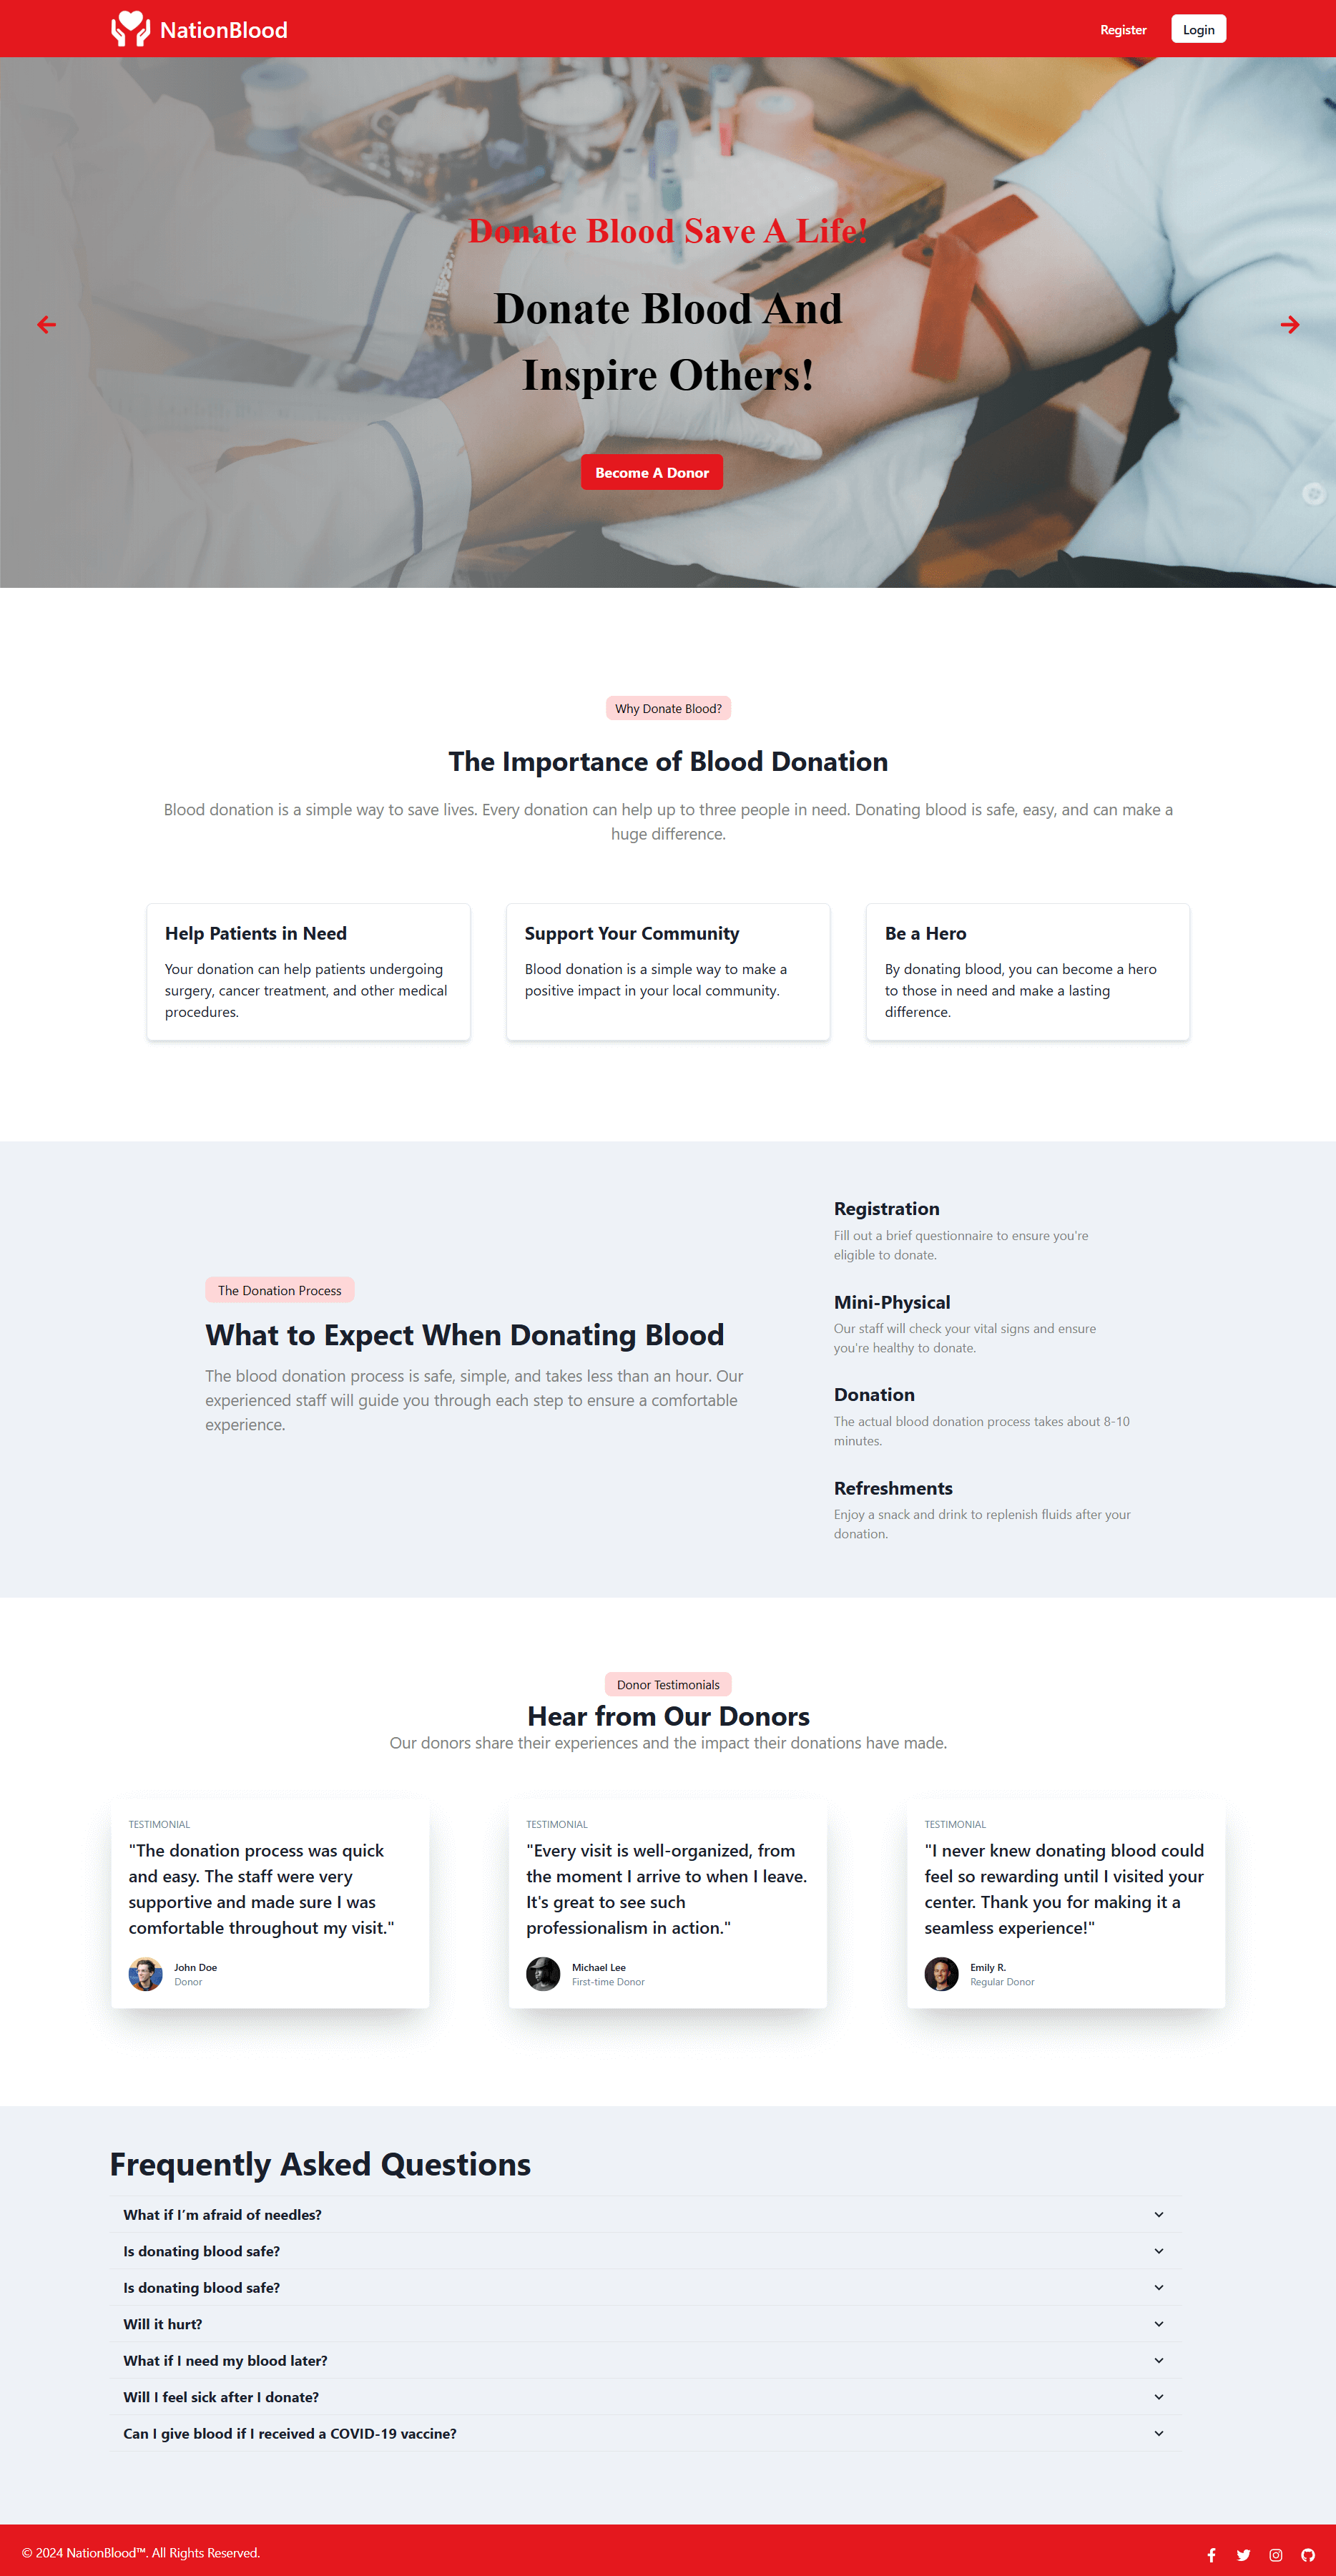 NationBlood
Register
Login
Donate Blood Save A Life!
Donate Blood And
Inspire Others!
Become A Donor
Why Donate Blood?
The Importance of Blood Donation
Blood donation is a simple way to save lives. Every donation can help up to three people in need. Donating blood is safe, easy, and can make a
huge difference.
Help Patients in Need
Your donation can help patients undergoing
surgery, cancer treatment, and other medical
procedures.
Support Your Community
Blood donation is a simple way to make a
positive impact in your local community.
Be a Hero
By donating blood, you can become a hero
to those in need and make a lasting
difference.
The Donation Process
What to Expect When Donating Blood
The blood donation process is safe, simple, and takes less than an hour. Our
experienced staff will guide you through each step to ensure a comfortable
experience.
Registration
Fill out a brief questionnaire to ensure you're
eligible to donate.
Mini-Physical
Our staff will check your vital signs and ensure
you're healthy to donate.
Donation
The actual blood donation process takes about 8-10
minutes.
Refreshments
Enjoy a snack and drink to replenish fluids after your
donation.
Donor Testimonials
Hear from Our Donors
Our donors share their experiences and the impact their donations have made.
TESTIMONIAL
"The donation process was quick
and easy. The staff were very
supportive and made sure I was
comfortable throughout my visit."
John Doe
Donor
TESTIMONIAL
"Every visit is well-organized, from
the moment I arrive to when I leave.
It's great to see such
professionalism in action."
Michael Lee
First-time Donor
TESTIMONIAL
"I never knew donating blood could
feel so rewarding until I visited your
center. Thank you for making it a
seamless experience!"
Emily R.
Regular Donor
Frequently Asked Questions
What if I’m afraid of needles?
Is donating blood safe?
Is donating blood safe?
Will it hurt?
What if I need my blood later?
Will I feel sick after I donate?
Can I give blood if I received a COVID-19 vaccine?
© 2024 NationBlood™. All Rights Reserved.